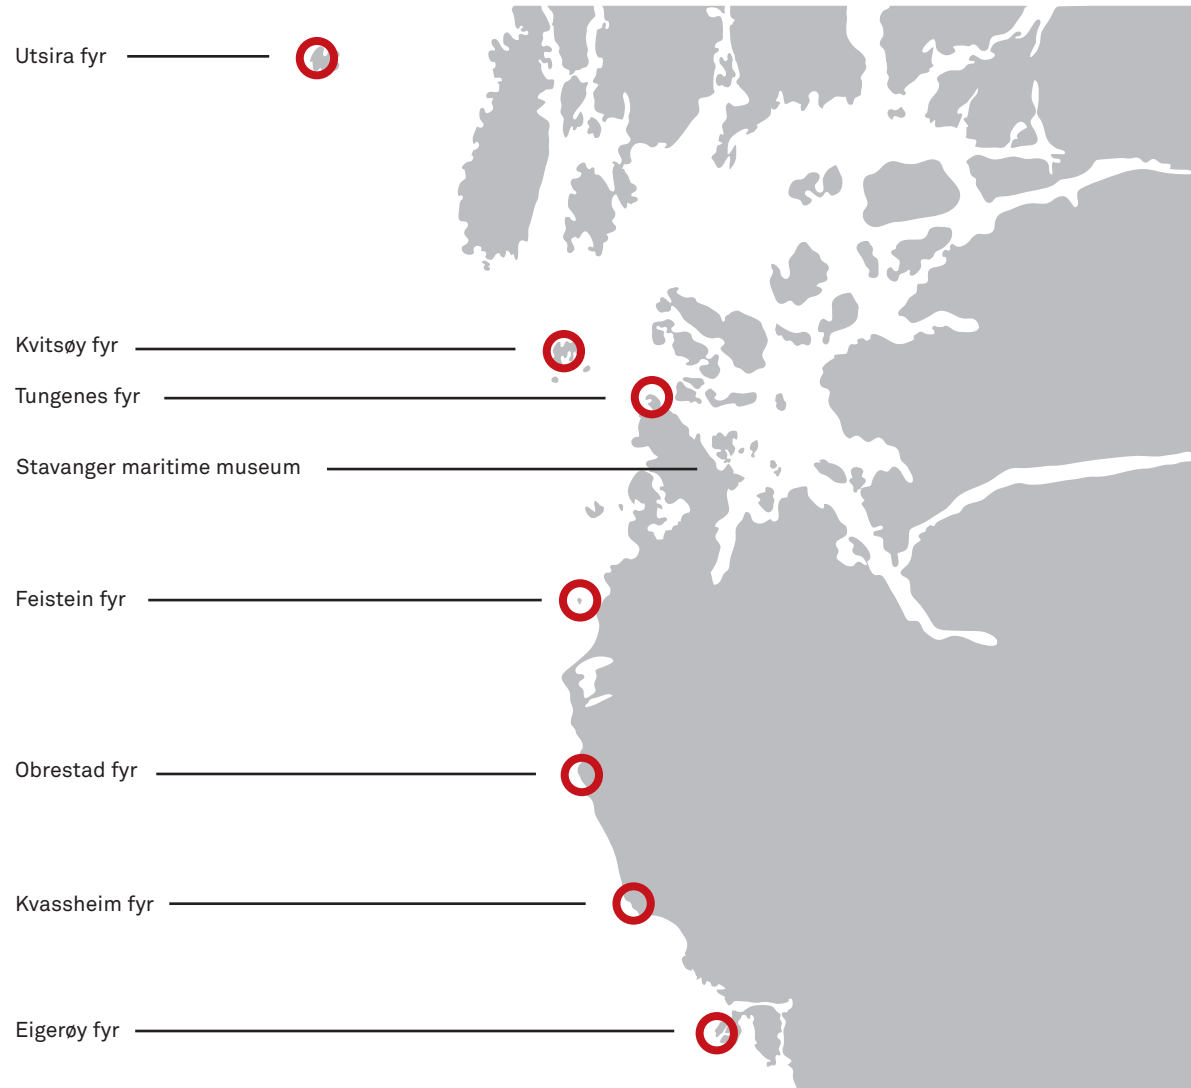 Utsira fyr
Kvitsøy fyr
Tungenes fyr
Stavanger maritime museum
Feistein fyr
Obrestad fyr
Kvassheim fyr
Eigerøy fyr